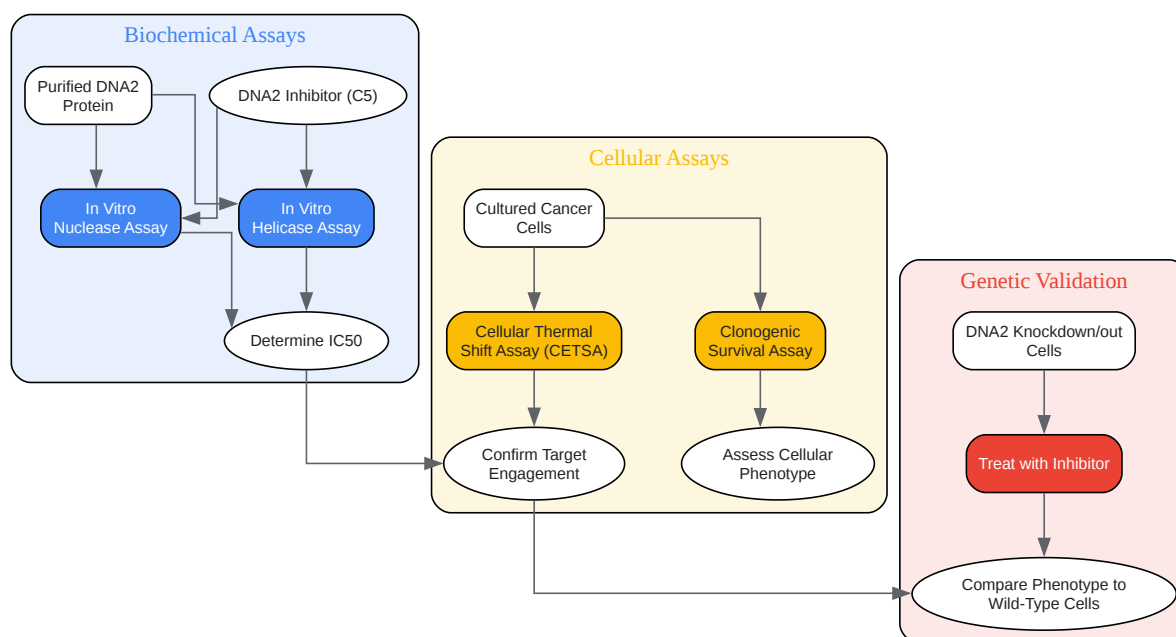 Biochemical Assays
Purified DNA2
Protein
DNA2 Inhibitor (C5)
In Vitro
Nuclease Assay
In Vitro
Helicase Assay
Determine IC50
Cellular Assays
Cultured Cancer
Cells
Cellular Thermal
Shift Assay (CETSA)
Clonogenic
Survival Assay
Confirm Target
Engagement
Assess Cellular
Phenotype
Genetic Validation
DNA2 Knockdown/out
Cells
Treat with Inhibitor
Compare Phenotype to
Wild-Type Cells